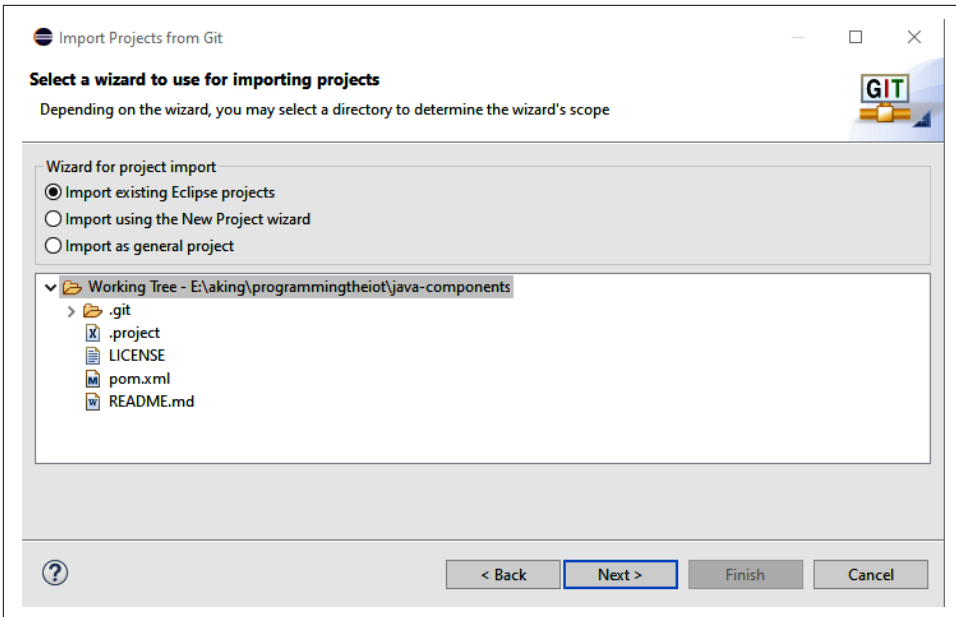 Import Projects from Git
Select a wizard to use for importing projects
Depending on the wizard, you may select a directory to determine the wizard's scope
GIT
Wizard for project import
Import existing Eclipse projects
Import using the New Project wizard
Import as general project
Working Tree - E:\aking\programmingtheiot\java-components
.git
X .project
LICENSE
M pom.xml
W README.md
? < Back Next > Finish Cancel